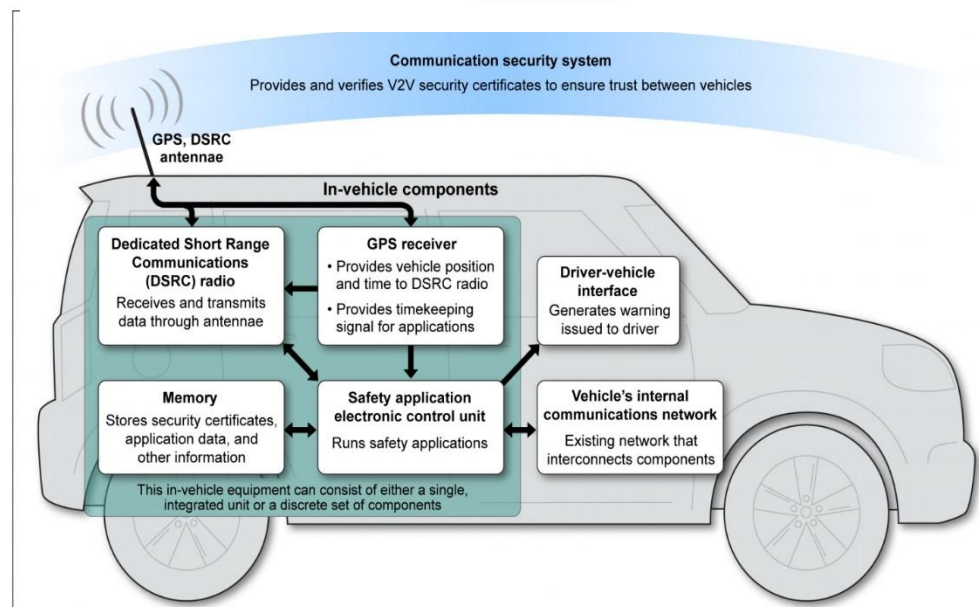 Communication security system
Provides and verifies V2V security certificates to ensure trust between vehicles
GPS, DSRC
antennae
In-vehicle components
Dedicated Short Range
Communications
(DSRC) radio
Receives and transmits
data through antennae
GPS receiver
• Provides vehicle position
and time to DSRC radio
• Provides timekeeping
signal for applications
Driver-vehicle
interface
Generates warning
issued to driver
Memory
Stores security certificates,
application data, and
other information
Safety application
electronic control unit
Runs safety applications
Vehicle's internal
communications network
Existing network that
interconnects components
This in-vehicle equipment can consist of either a single,
integrated unit or a discrete set of components